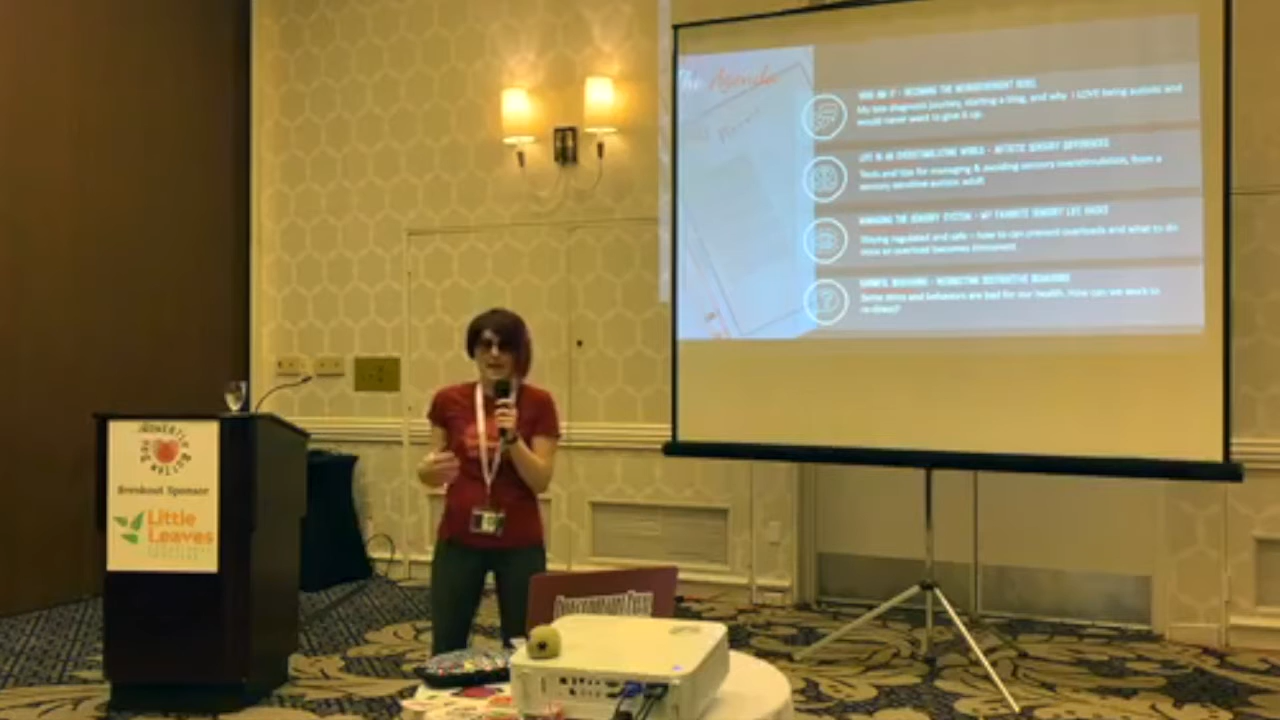 The Agenda
WHO AM I? - BECOMING THE NEURODIVERGENT REBEL
My late diagnosis journey, starting a blog, and why I LOVE being autistic and
would never want to give it up.
LIFE IN AN OVERSTIMULATING WORLD - AUTISTIC SENSORY DIFFERENCES
Tools and tips for managing & avoiding sensory overstimulation, from a
sensory sensitive autistic adult
MANAGING THE SENSORY SYSTEM - MY FAVORITE SENSORY LIFE HACKS
Staying regulated and safe - how to can prevent overloads and what to do
once an overload becomes imminent
HARMFUL BEHAVIORS - REDIRECTING DESTRUCTIVE BEHAVIORS
Some stims and behaviors are bad for our health. How can we work to
re-direct?
Breakout Sponsor
Little
Leaves